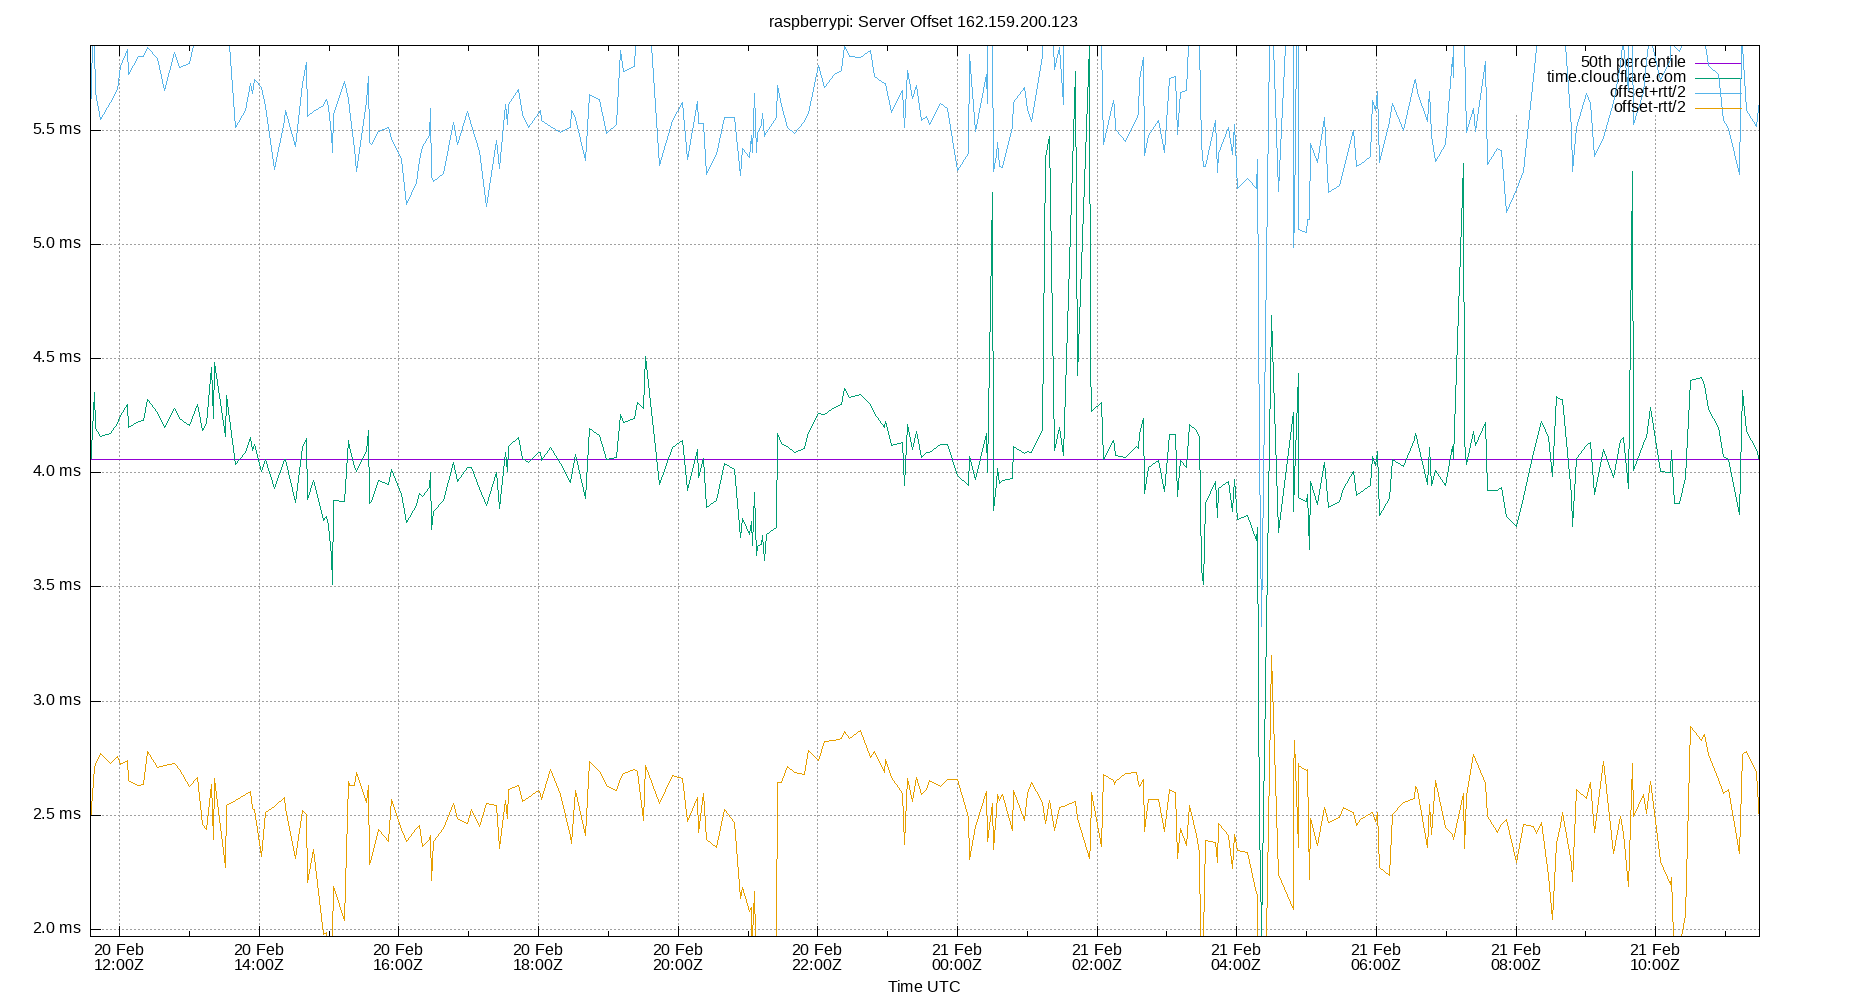 raspberrypi: Server Offset 162.159.200.123
50th percentile
time.cloudflare.com
offset+rtt/2
offset-rtt/2
5.5 ms
5.0 ms
4.5 ms
4.0 ms
3.5 ms
3.0 ms
2.5 ms
2.0 ms
20 Feb 20 Feb 20 Feb 20 Feb 20 Feb 20 Feb 21 Feb 21 Feb 21 Feb 21 Feb 21 Feb 21 Feb
12:00Z 14:00Z 16:00Z 18:00Z 20:00Z 22:00Z 00:00Z 02:00Z 04:00Z 06:00Z 08:00Z 10:00Z
Time UTC